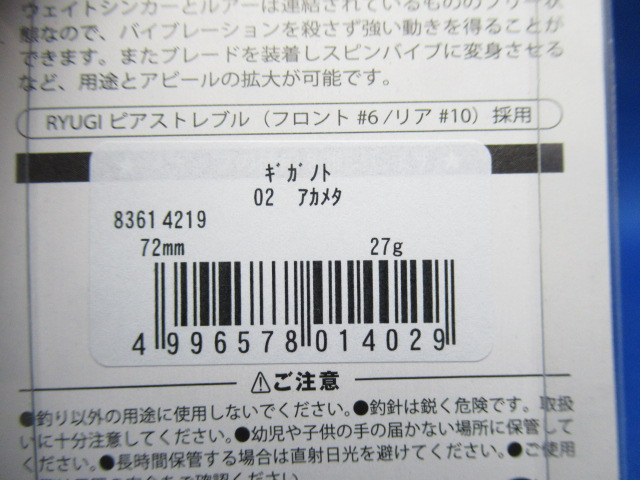 ウェイトシンカーとルアーは連結されているもののフリー状
態なので、バイブレーションを殺さず強い動きを得ることが
できます。またブレードを装着しスピンバイブに変身させる
など、用途とアピールの拡大が可能です。
RYUGI ピアストレブル（フロント #6 /リア #10）採用
ｷﾞｶﾞﾉﾄ
02 ｱｶﾒﾀ
8361 4219
72mm 27g
4 996578 014029
⚠ご注意
●釣り以外の用途に使用しないでください。●釣針は鋭く危険です。取扱
いに十分注意してください。●幼児や子供の手の届かない場所に保管して
ください。●長時間保管する場合は直射日光を避けてください。●ご使用